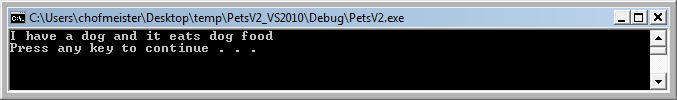 C:\Users\chofmeister\Desktop\temp\PetsV2_VS2010\Debug\PetsV2.exe
I have a dog and it eats dog food
Press any key to continue . . .